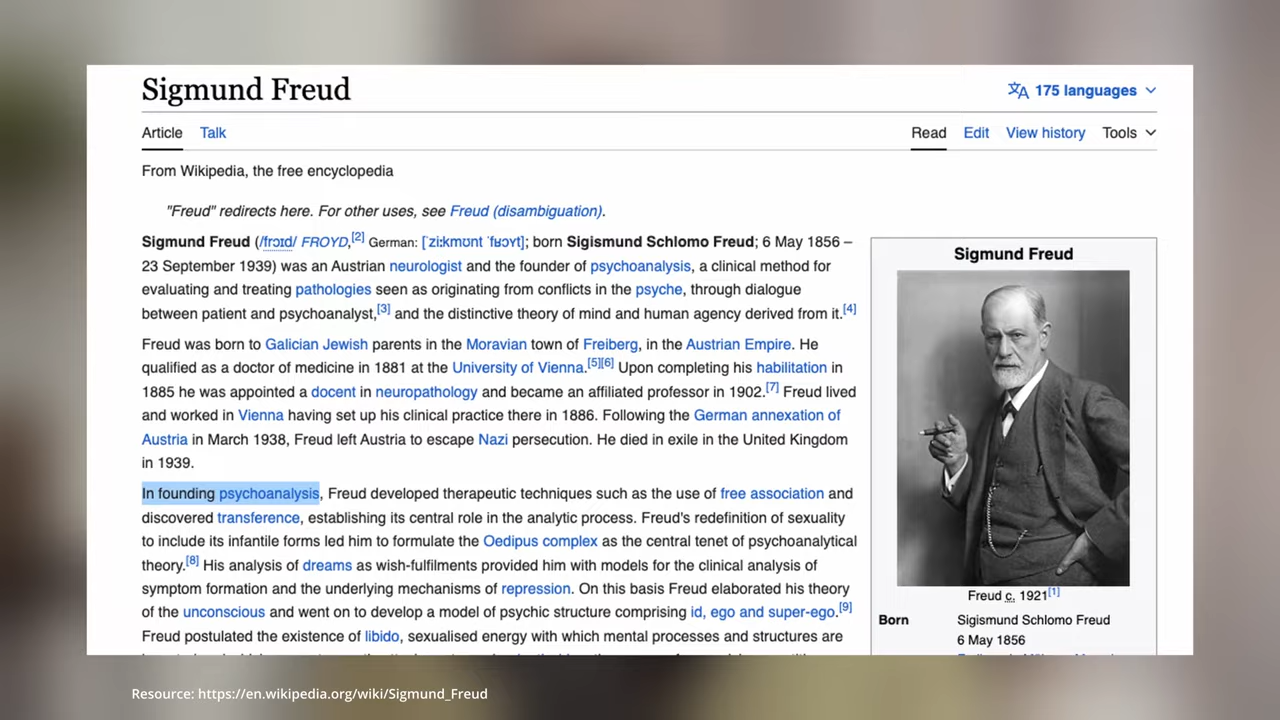 Sigmund Freud
175 languages
Article Talk
Read Edit View history Tools
From Wikipedia, the free encyclopedia
"Freud" redirects here. For other uses, see Freud (disambiguation).
Sigmund Freud (/frɔɪd/ FROYD,[2] German: [ˈziːkmʊnt ˈfʁɔʏt]; born Sigismund Schlomo Freud; 6 May 1856 –
23 September 1939) was an Austrian neurologist and the founder of psychoanalysis, a clinical method for
evaluating and treating pathologies seen as originating from conflicts in the psyche, through dialogue
between patient and psychoanalyst,[3] and the distinctive theory of mind and human agency derived from it.[4]
Freud was born to Galician Jewish parents in the Moravian town of Freiberg, in the Austrian Empire. He
qualified as a doctor of medicine in 1881 at the University of Vienna.[5][6] Upon completing his habilitation in
1885 he was appointed a docent in neuropathology and became an affiliated professor in 1902.[7] Freud lived
and worked in Vienna having set up his clinical practice there in 1886. Following the German annexation of
Austria in March 1938, Freud left Austria to escape Nazi persecution. He died in exile in the United Kingdom
in 1939.
In founding psychoanalysis, Freud developed therapeutic techniques such as the use of free association and
discovered transference, establishing its central role in the analytic process. Freud's redefinition of sexuality
to include its infantile forms led him to formulate the Oedipus complex as the central tenet of psychoanalytical
theory.[8] His analysis of dreams as wish-fulfilments provided him with models for the clinical analysis of
symptom formation and the underlying mechanisms of repression. On this basis Freud elaborated his theory
of the unconscious and went on to develop a model of psychic structure comprising id, ego and super-ego.[9]
Freud postulated the existence of libido, sexualised energy with which mental processes and structures are
Sigmund Freud
Freud c. 1921[1]
Born Sigismund Schlomo Freud
6 May 1856
Resource: https://en.wikipedia.org/wiki/Sigmund_Freud